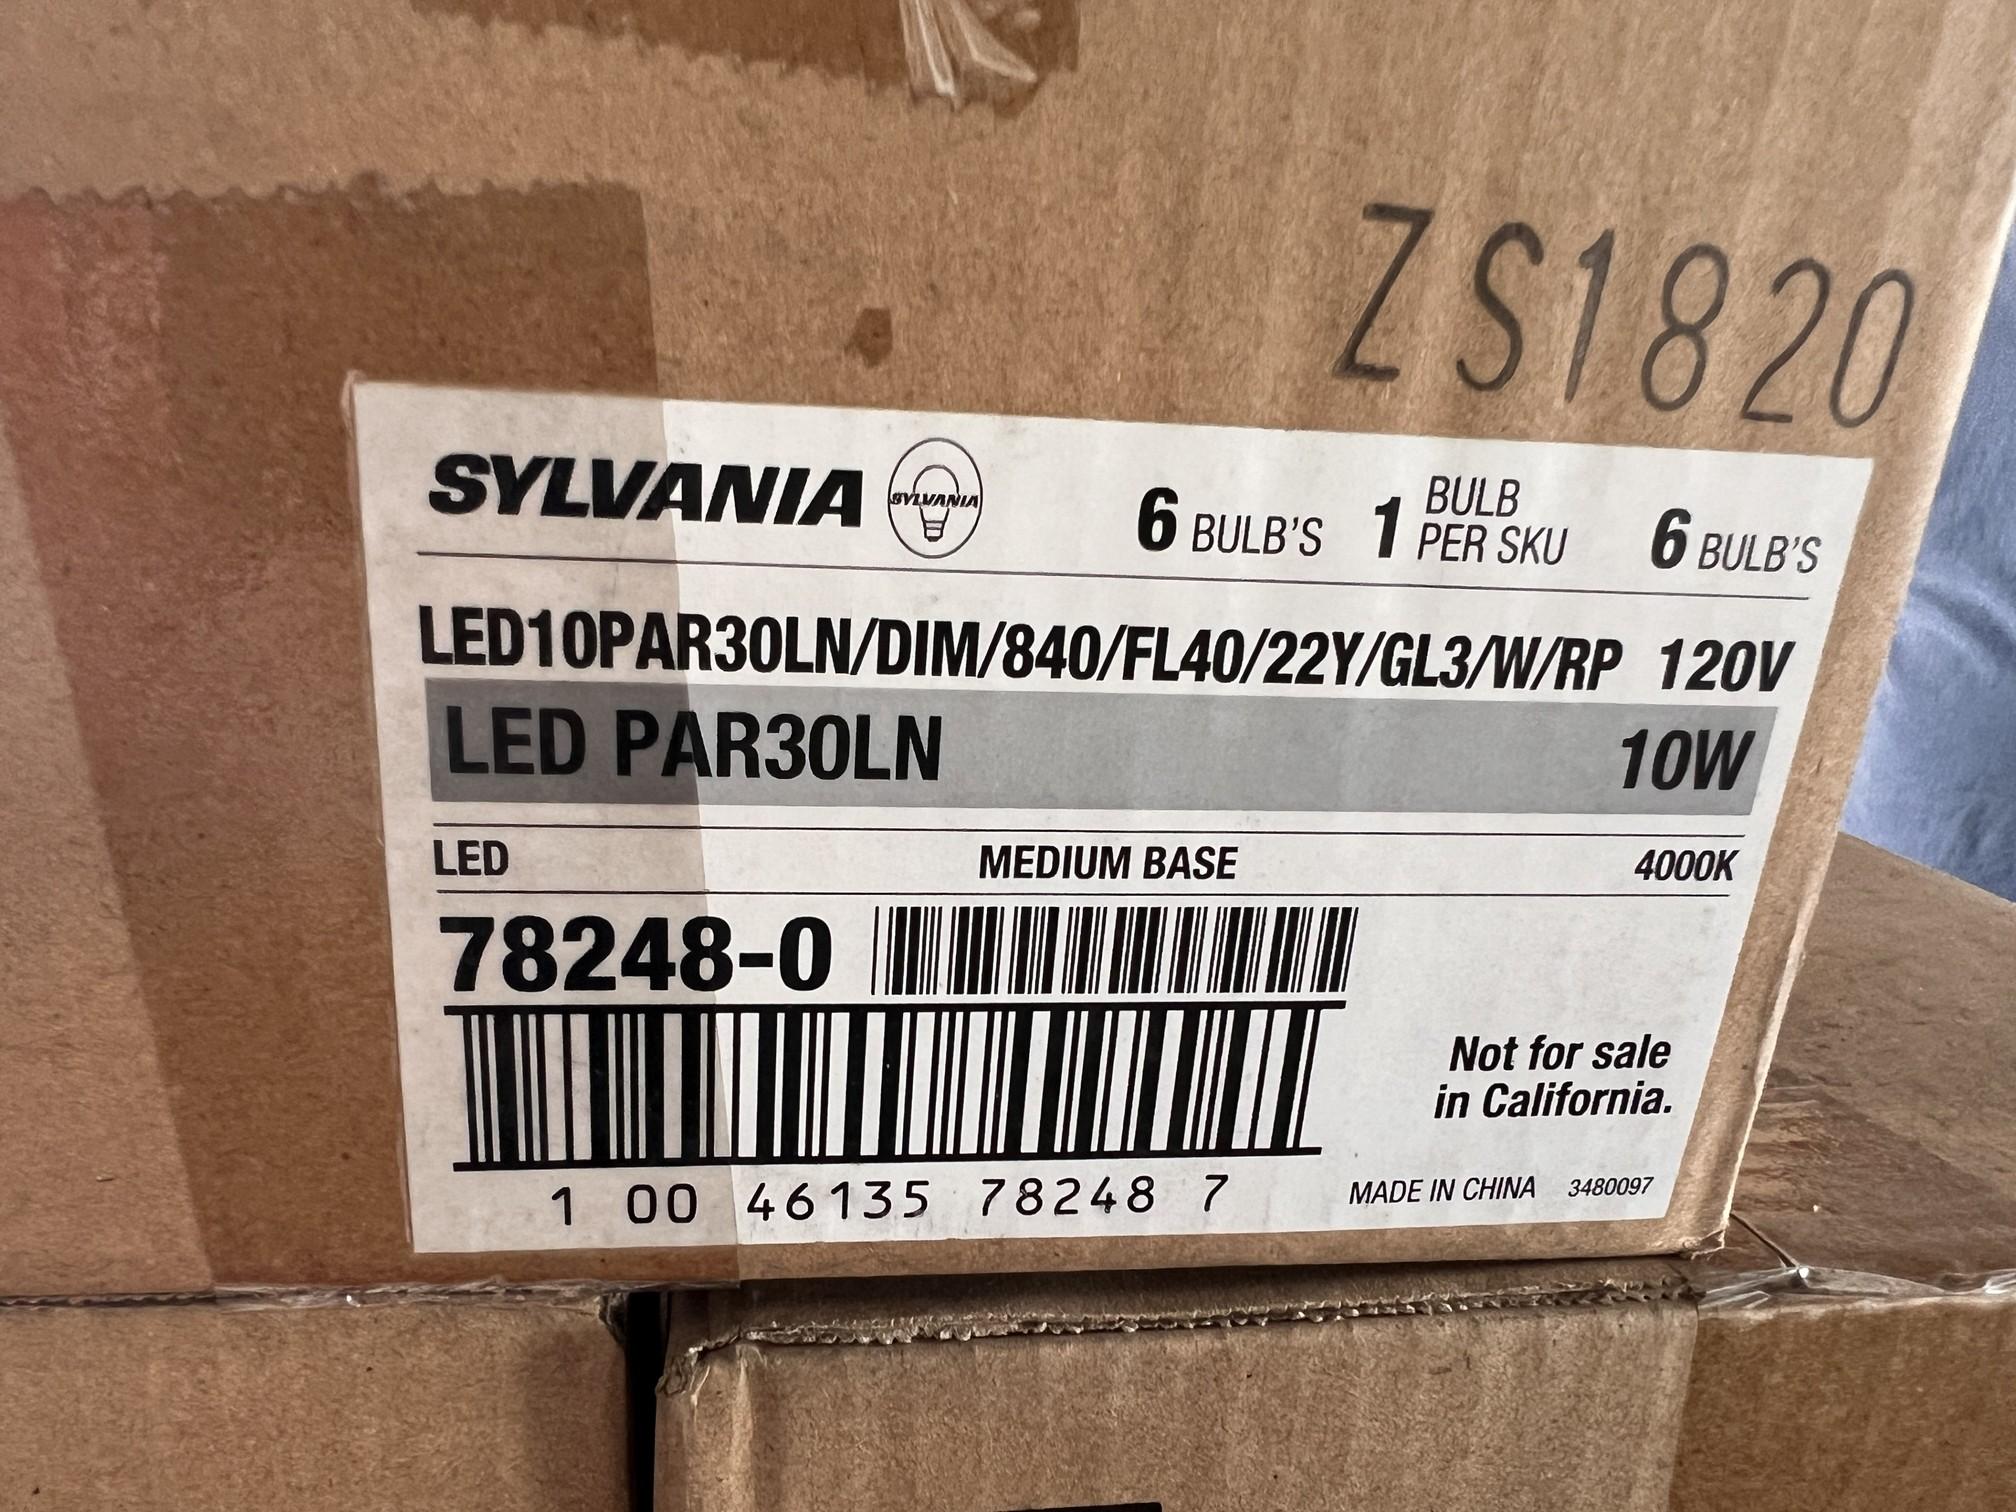 ZS1820
SYLVANIA SYLVANIA 6 BULB'S 1 BULB PER SKU 6 BULB'S
LED10PAR30LN/DIM/840/FL40/22Y/GL3/W/RP 120V
LED PAR30LN 10W
LED MEDIUM BASE 4000K
78248-0
Not for sale
in California.
1 00 46135 78248 7
MADE IN CHINA 3480097